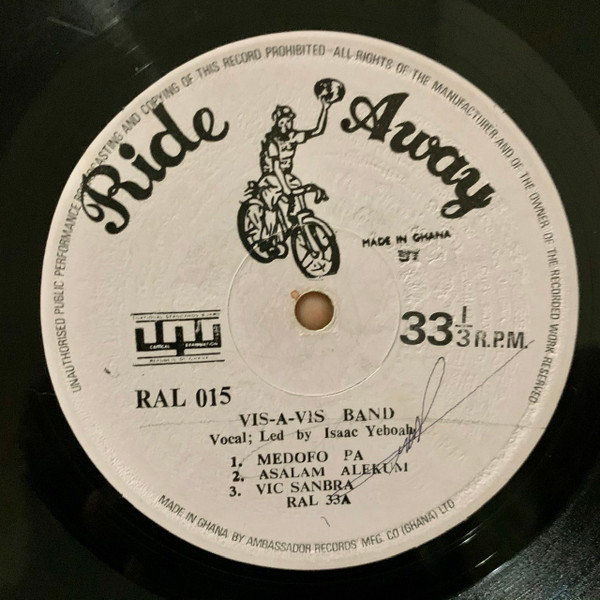 UNAUTHORISED PUBLIC PERFORMANCE BROADCASTING AND COPYING OF THIS RECORD PROHIBITED-ALL RIGHTS OF THE MANUFACTURER AND OF THE OWNER OF THE RECORDED WORK RESERVED
Ride Away
MADE IN GHANA
BY
33 1/3 R.P.M.
RAL 015
VIS-A-VIS BAND
Vocal; Led by Isaac Yeboah
1. MEDOFO PA
2. ASALAM ALEKUM
3. VIC SANBRA
RAL 33A
MADE IN GHANA BY AMBASSADOR RECORDS MFG. CO (GHANA) LTD